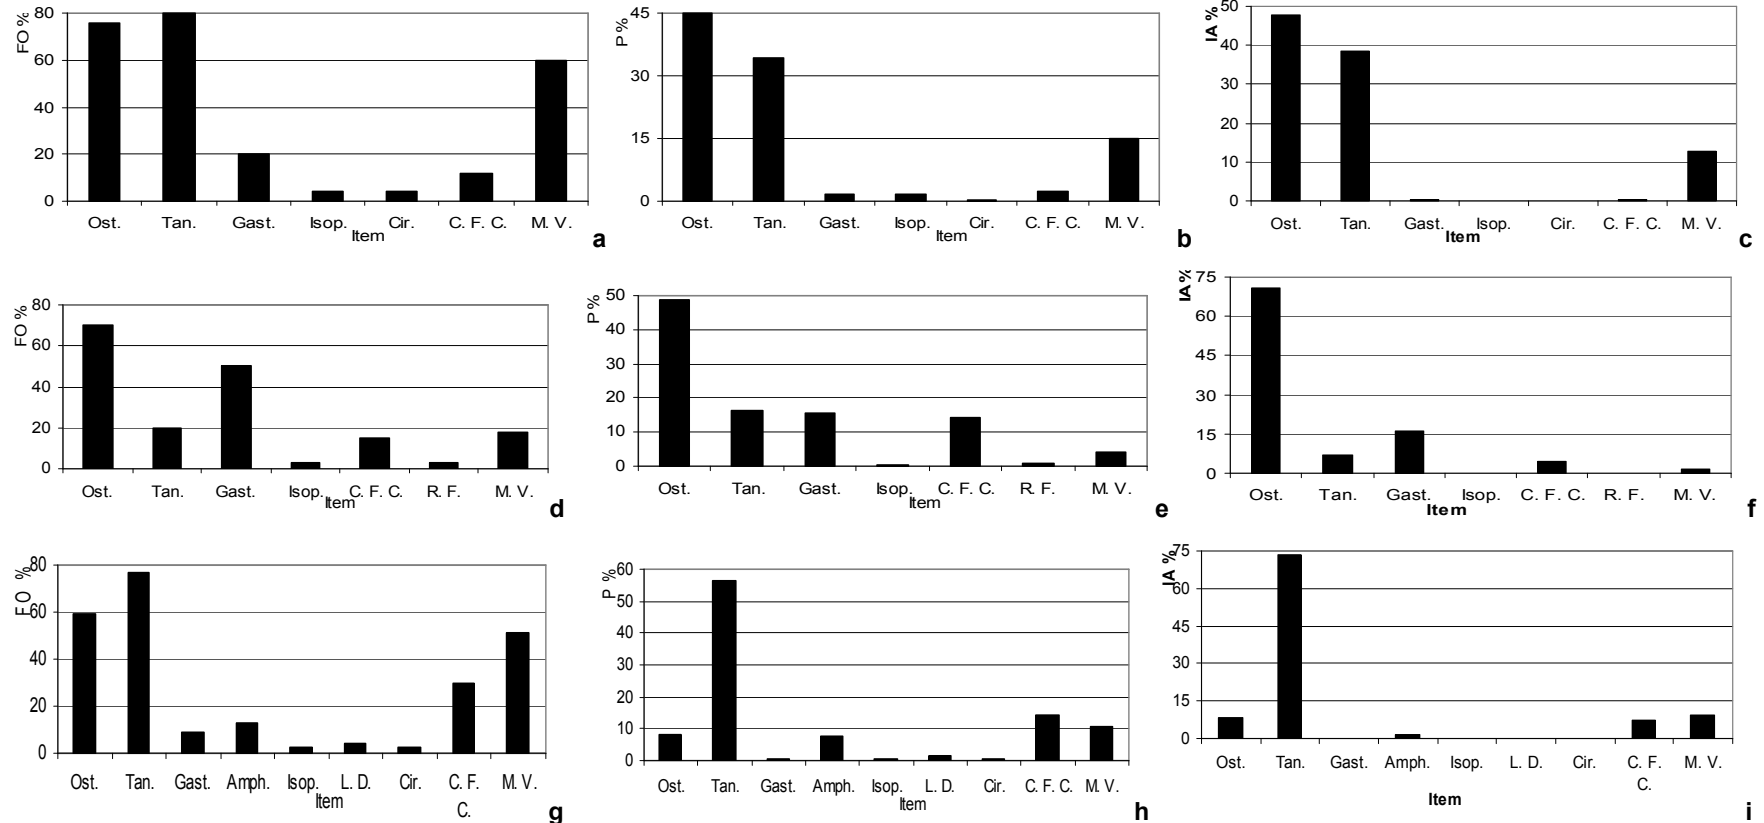 FO %
80
60
40
20
0
Ost. Tan. Gast. Isop. Cir. C. F. C. M. V.
Item
a
P %
45
30
15
0
Ost. Tan. Gast. Isop. Cir. C. F. C. M. V.
Item
b
IA %
50
40
30
20
10
0
Ost. Tan. Gast. Isop. Cir. C. F. C. M. V.
Item
c
FO %
80
60
40
20
0
Ost. Tan. Gast. Isop. C. F. C. R. F. M. V.
Item
d
P %
50
40
30
20
10
0
Ost. Tan. Gast. Isop. C. F. C. R. F. M. V.
Item
e
IA %
75
60
45
30
15
0
Ost. Tan. Gast. Isop. C. F. C. R. F. M. V.
Item
f
FO %
80
60
40
20
0
Ost. Tan. Gast. Amph. Isop. L. D. Cir. C. F. M. V.
C.
Item
g
P %
60
50
40
30
20
10
0
Ost. Tan. Gast. Amph. Isop. L. D. Cir. C. F. C. M. V.
Item
h
IA %
75
60
45
30
15
0
Ost. Tan. Gast. Amph. Isop. L. D. Cir. C. F. M. V.
C.
Item
i